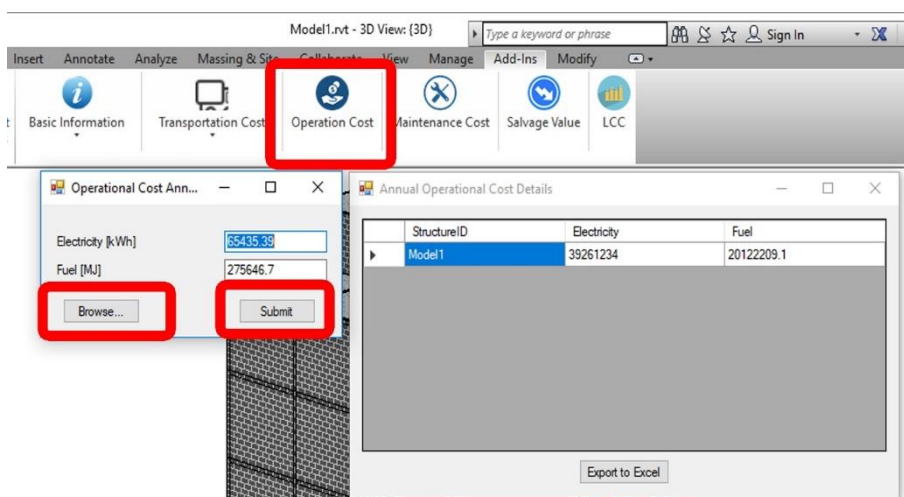 Model1.rvt - 3D View: {3D}
Type a keyword or phrase
Sign In
Insert Annotate Analyze Massing & Site Collaborate View Manage Add-Ins Modify
Basic Information
Transportation Cost
Operation Cost
Maintenance Cost
Salvage Value
LCC
Operational Cost Ann...
Electricity [kWh] 65435.39
Fuel [MJ] 275646.7
Browse...
Submit
Annual Operational Cost Details
StructureID Electricity Fuel
Model1 39261234 20122209.1
Export to Excel